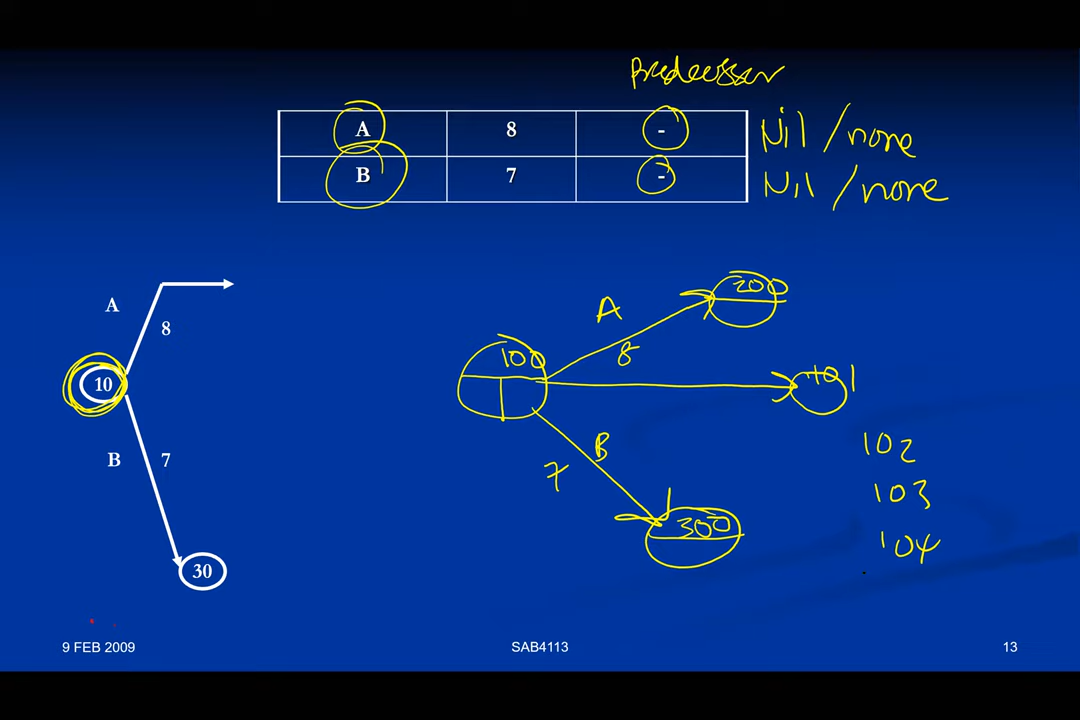 Predecessor
A 8 - Nil / none
B 7 - Nil / none
200
A
A
8
8
100
10
101
B
102
B 7
7
103
300
104
30
9 FEB 2009 SAB4113 13